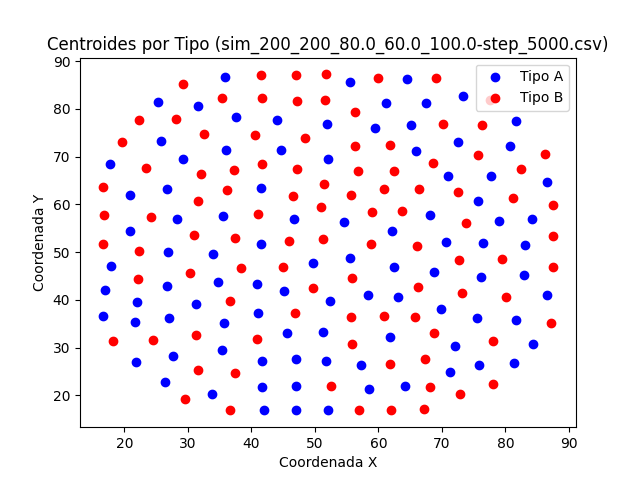 Centroides por Tipo (sim_200_200_80.0_60.0_100.0-step_5000.csv)
Tipo A
Tipo B
90
80
70
60
50
40
30
20
Coordenada Y
20 30 40 50 60 70 80 90
Coordenada X